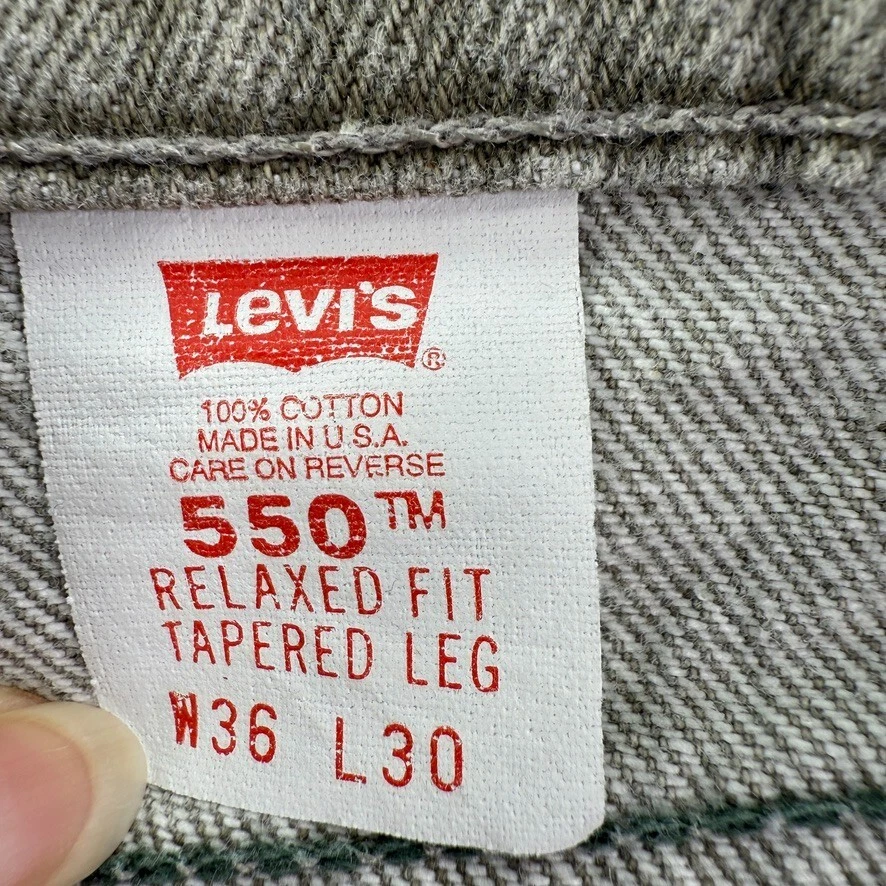 LEVI'S ®
100% COTTON
MADE IN U.S.A.
CARE ON REVERSE
550™
RELAXED FIT
TAPERED LEG
W36 L30